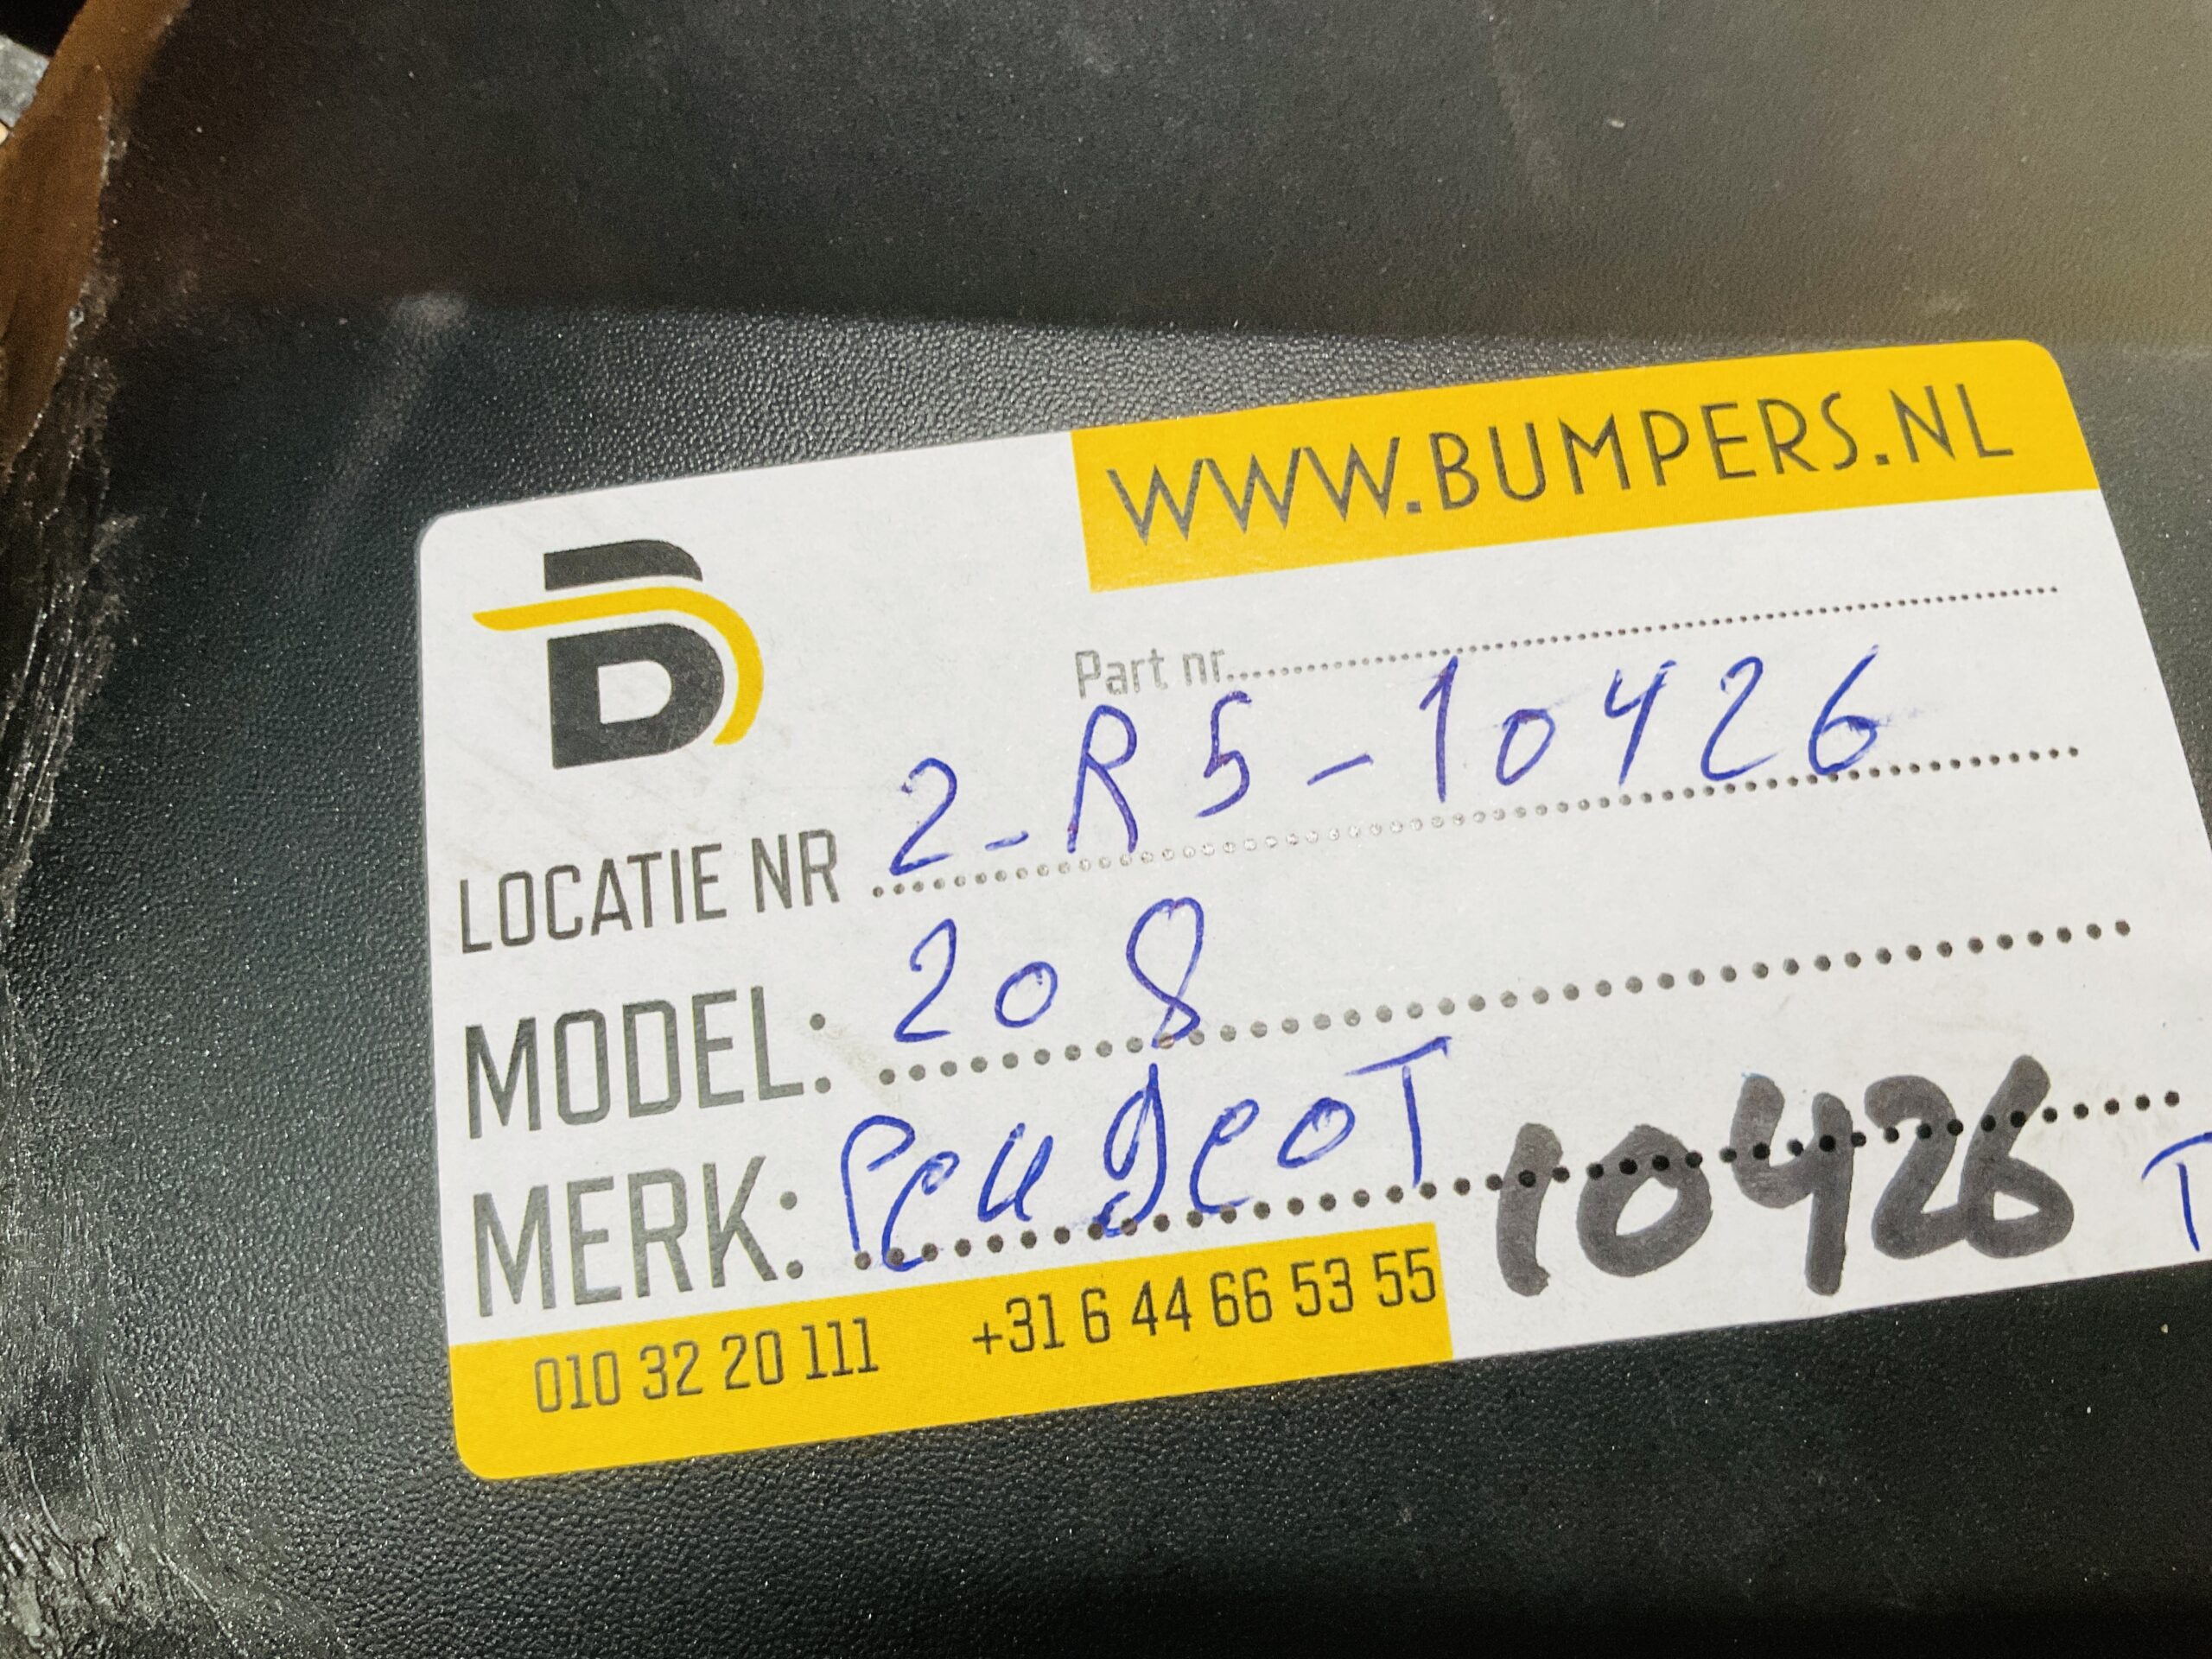 WWW.BUMPERS.NL
B
Part nr.
LOCATIE NR 2-R5-10426
MODEL: 208
MERK: PeugeoT 10426 T
010 32 20 111 +31 6 44 66 53 55